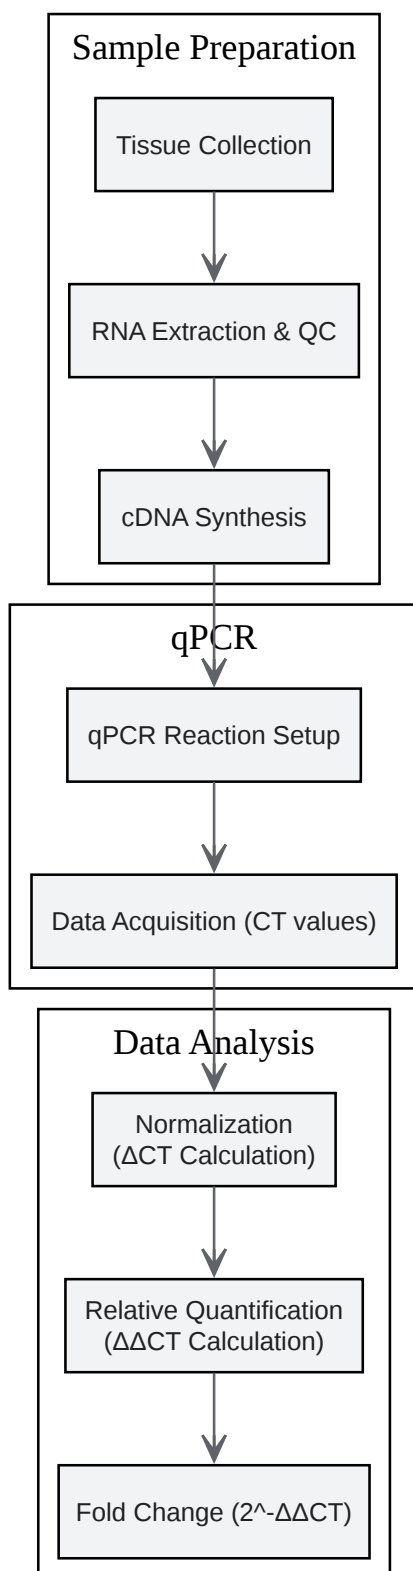 Sample Preparation
Tissue Collection
RNA Extraction & QC
cDNA Synthesis
qPCR
qPCR Reaction Setup
Data Acquisition (CT values)
Data Analysis
Normalization
(ΔCT Calculation)
Relative Quantification
(ΔΔCT Calculation)
Fold Change (2^-ΔΔCT)